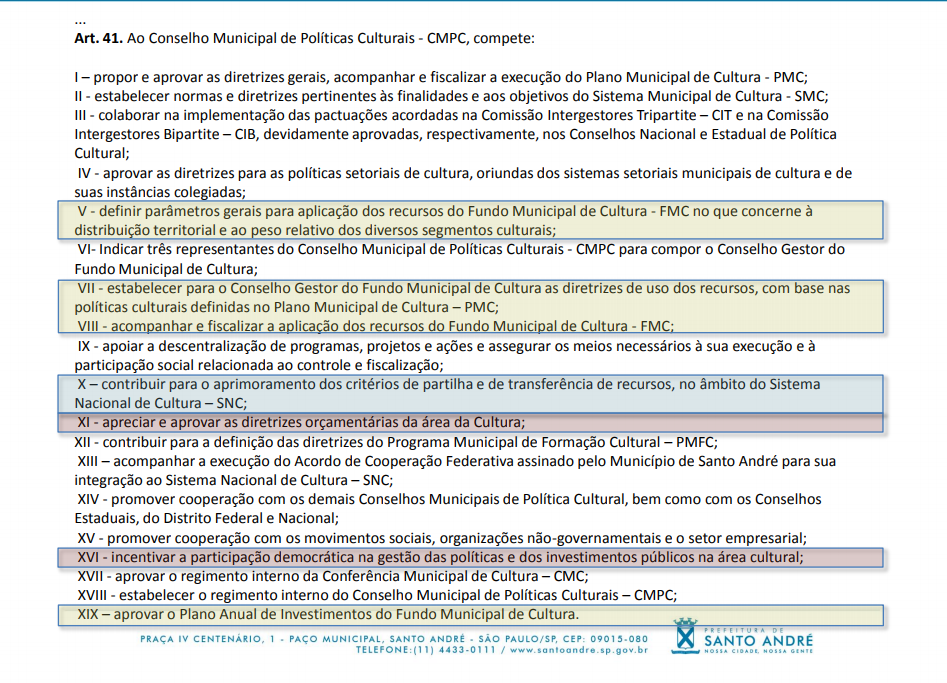 ...
Art. 41. Ao Conselho Municipal de Políticas Culturais - CMPC, compete:
I – propor e aprovar as diretrizes gerais, acompanhar e fiscalizar a execução do Plano Municipal de Cultura - PMC;
II - estabelecer normas e diretrizes pertinentes às finalidades e aos objetivos do Sistema Municipal de Cultura - SMC;
III - colaborar na implementação das pactuações acordadas na Comissão Intergestores Tripartite – CIT e na Comissão
Intergestores Bipartite – CIB, devidamente aprovadas, respectivamente, nos Conselhos Nacional e Estadual de Política
Cultural;
IV - aprovar as diretrizes para as políticas setoriais de cultura, oriundas dos sistemas setoriais municipais de cultura e de
suas instâncias colegiadas;
V - definir parâmetros gerais para aplicação dos recursos do Fundo Municipal de Cultura - FMC no que concerne à
distribuição territorial e ao peso relativo dos diversos segmentos culturais;
VI- Indicar três representantes do Conselho Municipal de Políticas Culturais - CMPC para compor o Conselho Gestor do
Fundo Municipal de Cultura;
VII - estabelecer para o Conselho Gestor do Fundo Municipal de Cultura as diretrizes de uso dos recursos, com base nas
políticas culturais definidas no Plano Municipal de Cultura – PMC;
VIII - acompanhar e fiscalizar a aplicação dos recursos do Fundo Municipal de Cultura - FMC;
IX - apoiar a descentralização de programas, projetos e ações e assegurar os meios necessários à sua execução e à
participação social relacionada ao controle e fiscalização;
X – contribuir para o aprimoramento dos critérios de partilha e de transferência de recursos, no âmbito do Sistema
Nacional de Cultura – SNC;
XI - apreciar e aprovar as diretrizes orçamentárias da área da Cultura;
XII - contribuir para a definição das diretrizes do Programa Municipal de Formação Cultural – PMFC;
XIII – acompanhar a execução do Acordo de Cooperação Federativa assinado pelo Município de Santo André para sua
integração ao Sistema Nacional de Cultura – SNC;
XIV - promover cooperação com os demais Conselhos Municipais de Política Cultural, bem como com os Conselhos
Estaduais, do Distrito Federal e Nacional;
XV - promover cooperação com os movimentos sociais, organizações não-governamentais e o setor empresarial;
XVI - incentivar a participação democrática na gestão das políticas e dos investimentos públicos na área cultural;
XVII - aprovar o regimento interno da Conferência Municipal de Cultura – CMC;
XVIII - estabelecer o regimento interno do Conselho Municipal de Políticas Culturais – CMPC;
XIX – aprovar o Plano Anual de Investimentos do Fundo Municipal de Cultura.
PRAÇA IV CENTENÁRIO, 1 - PAÇO MUNICIPAL, SANTO ANDRÉ - SÃO PAULO/SP, CEP: 09015-080
TELEFONE:(11) 4433-0111 / www.santoandre.sp.gov.br
PREFEITURA DE
SANTO ANDRÉ
NOSSA CIDADE, NOSSA GENTE